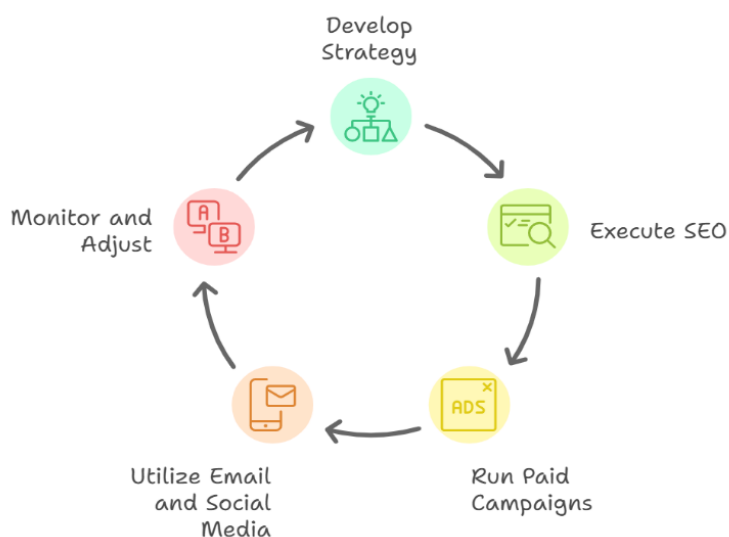 Develop
Strategy
Execute SEO
ADS
Run Paid
Campaigns
Utilize Email
and Social
Media
Monitor and
Adjust
A
B